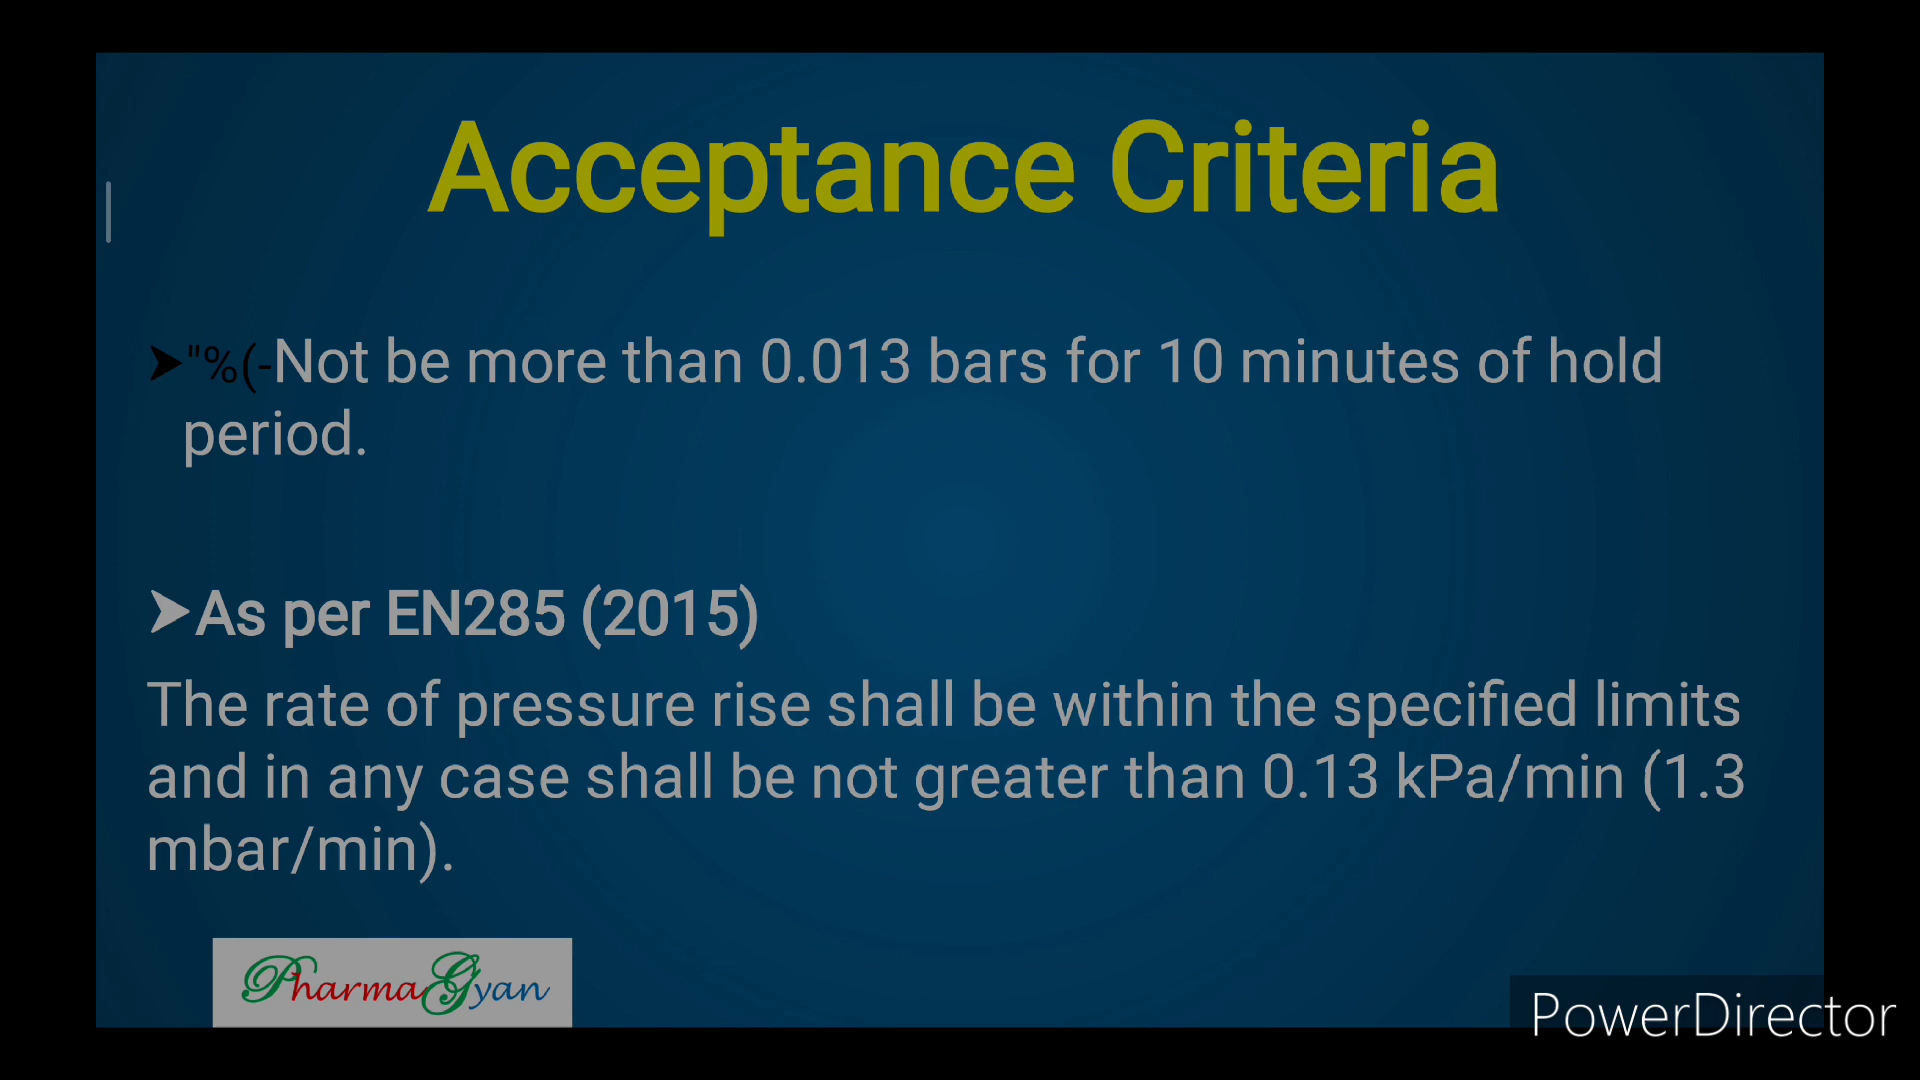 Acceptance Criteria
➤"%(-Not be more than 0.013 bars for 10 minutes of hold
period.
➤As per EN285 (2015)
The rate of pressure rise shall be within the specified limits
and in any case shall be not greater than 0.13 kPa/min (1.3
mbar/min).
PharmaGyan
PowerDirector